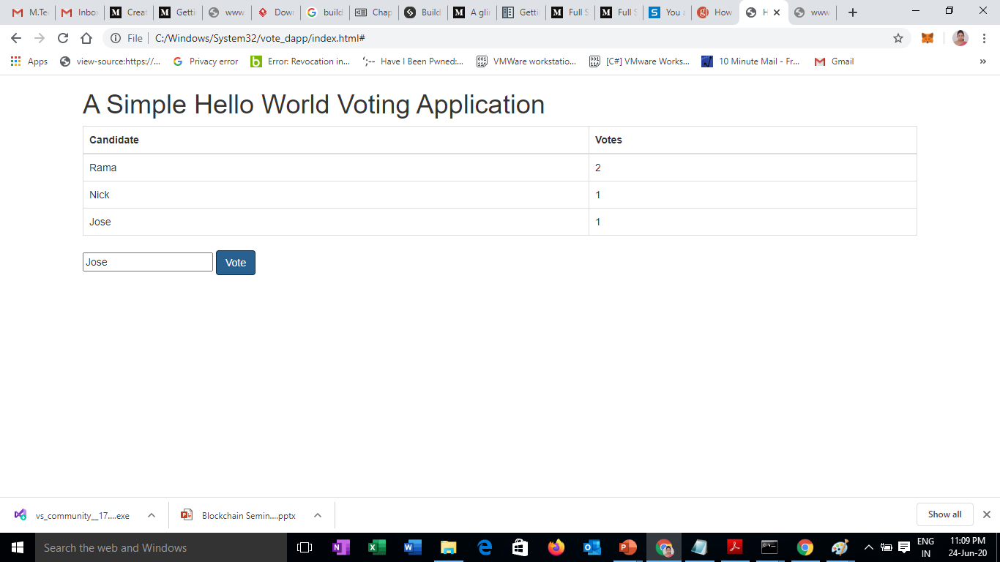 M.Te Inbo Creat Getti www Dow build Chap Build A glin Getti Full S Full S You a How H www
File C:/Windows/System32/vote_dapp/index.html#
Apps view-source:https://... Privacy error Error: Revocation in... Have I Been Pwned:... VMWare workstatio... [C#] VMware Works... 10 Minute Mail - Fr... Gmail »
A Simple Hello World Voting Application
Candidate Votes
Rama 2
Nick 1
Jose 1
Jose Vote
vs_community__17....exe Blockchain Semin....pptx Show all
Search the web and Windows ENG 11:09 PM
IN 24-Jun-20